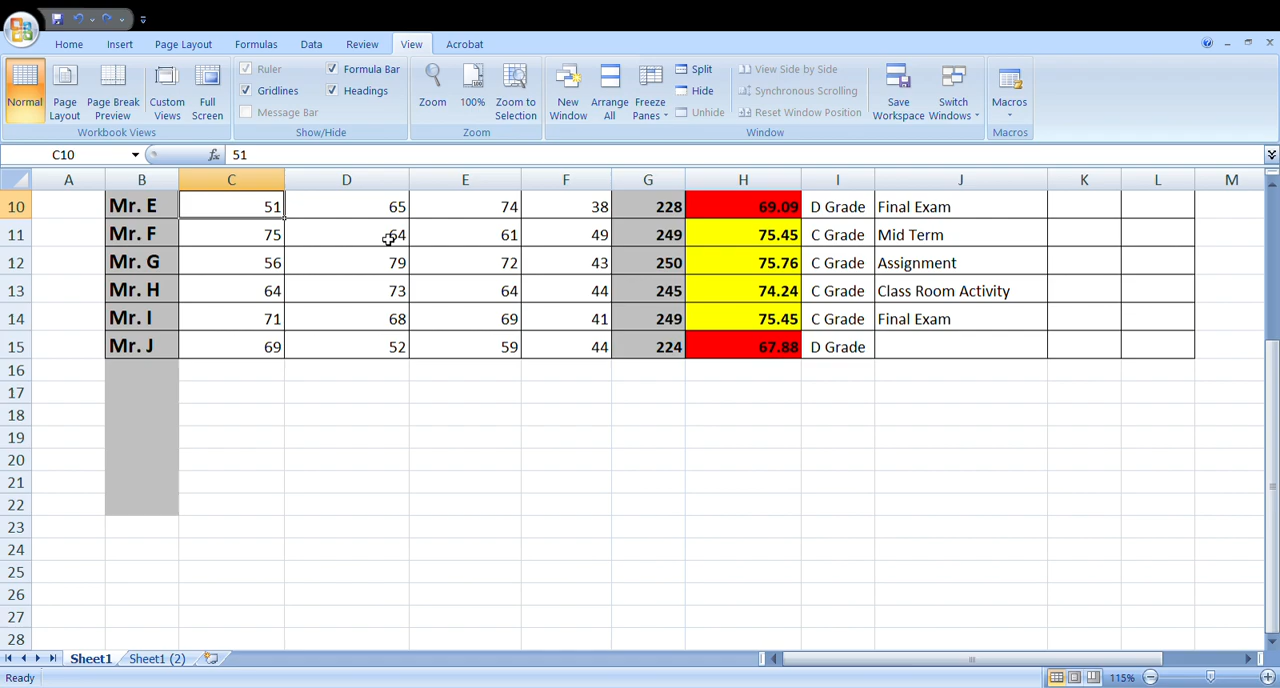 Home Insert Page Layout Formulas Data Review View Acrobat
Normal
Page Layout
Page Break Preview
Custom Views
Full Screen
Workbook Views
Ruler
Gridlines
Message Bar
Formula Bar
Headings
Show/Hide
Zoom
100%
Zoom to Selection
Zoom
New Window
Arrange All
Freeze Panes
Split
Hide
Unhide
View Side by Side
Synchronous Scrolling
Reset Window Position
Save Workspace
Switch Windows
Window
Macros
Macros
C10 fx 51
A B C D E F G H I J K L M
10 Mr. E 51 65 74 38 228 69.09 D Grade Final Exam
11 Mr. F 75 64 61 49 249 75.45 C Grade Mid Term
12 Mr. G 56 79 72 43 250 75.76 C Grade Assignment
13 Mr. H 64 73 64 44 245 74.24 C Grade Class Room Activity
14 Mr. I 71 68 69 41 249 75.45 C Grade Final Exam
15 Mr. J 69 52 59 44 224 67.88 D Grade
16
17
18
19
20
21
22
23
24
25
26
27
28
Sheet1 Sheet1 (2)
Ready 115%